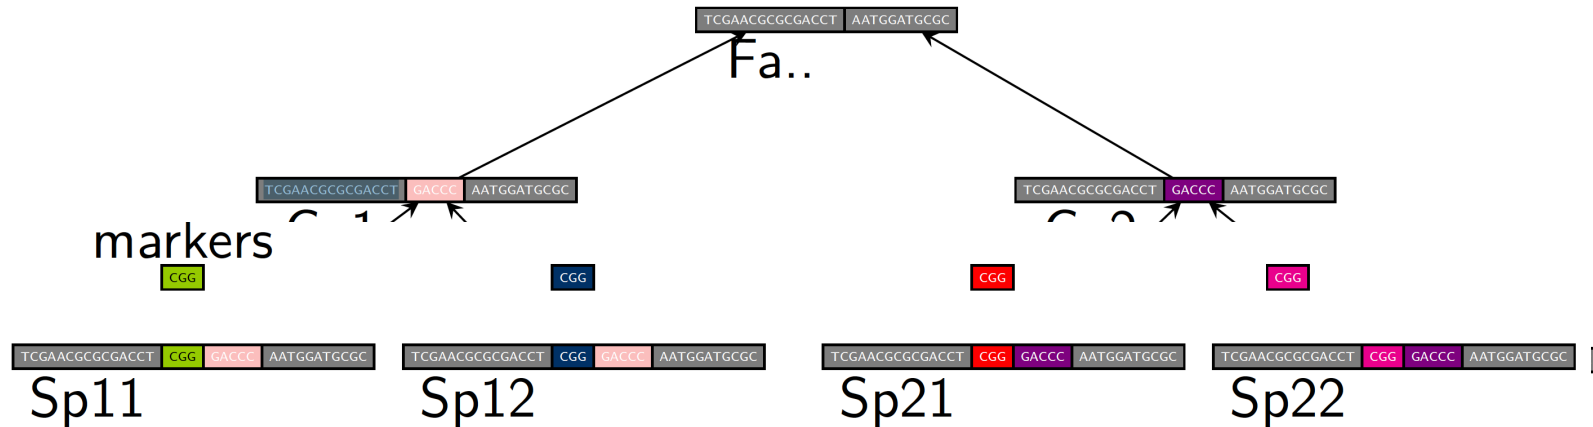 TCGAACGCGCGACCT AATGGATGCGC
Fa..
TCGAACGCGCGACCT GACCC AATGGATGCGC TCGAACGCGCGACCT GACCC AATGGATGCGC
markers
CGG CGG CGG CGG
TCGAACGCGCGACCT CGG GACCC AATGGATGCGC TCGAACGCGCGACCT CGG GACCC AATGGATGCGC TCGAACGCGCGACCT CGG GACCC AATGGATGCGC TCGAACGCGCGACCT CGG GACCC AATGGATGCGC
Sp11 Sp12 Sp21 Sp22